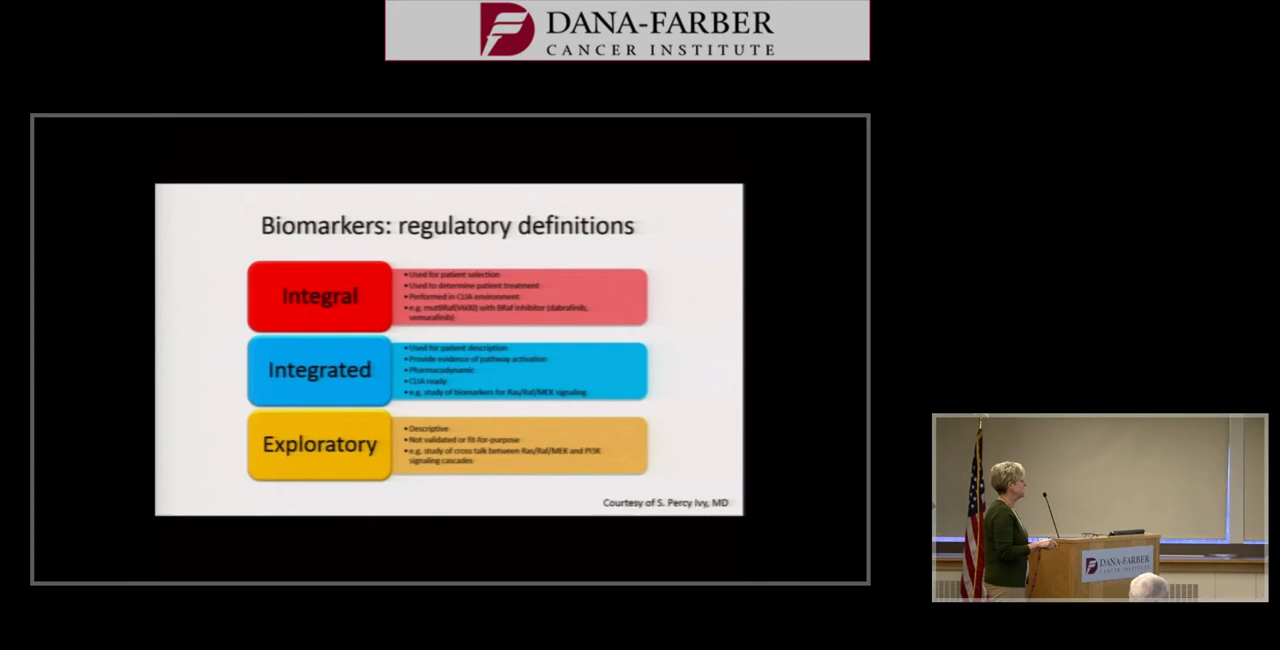 DANA-FARBER
CANCER INSTITUTE
Biomarkers: regulatory definitions
Integral
• Used for patient selection
• Used to determine patient treatment
• Performed in CLIA environment
• e.g. mutBRaf(V600) with BRaf inhibitor (dabrafinib,
vemurafinib)
Integrated
• Used for patient description
• Provide evidence of pathway activation
• Pharmacodynamic
• CLIA ready
• e.g. study of biomarkers for Ras/Raf/MEK signaling
Exploratory
• Descriptive
• Not validated or fit-for-purpose
• e.g. study of cross talk between Ras/Raf/MEK and PI3K
signaling cascades
Courtesy of S. Percy Ivy, MD
DANA-FARBER
CANCER INSTITUTE